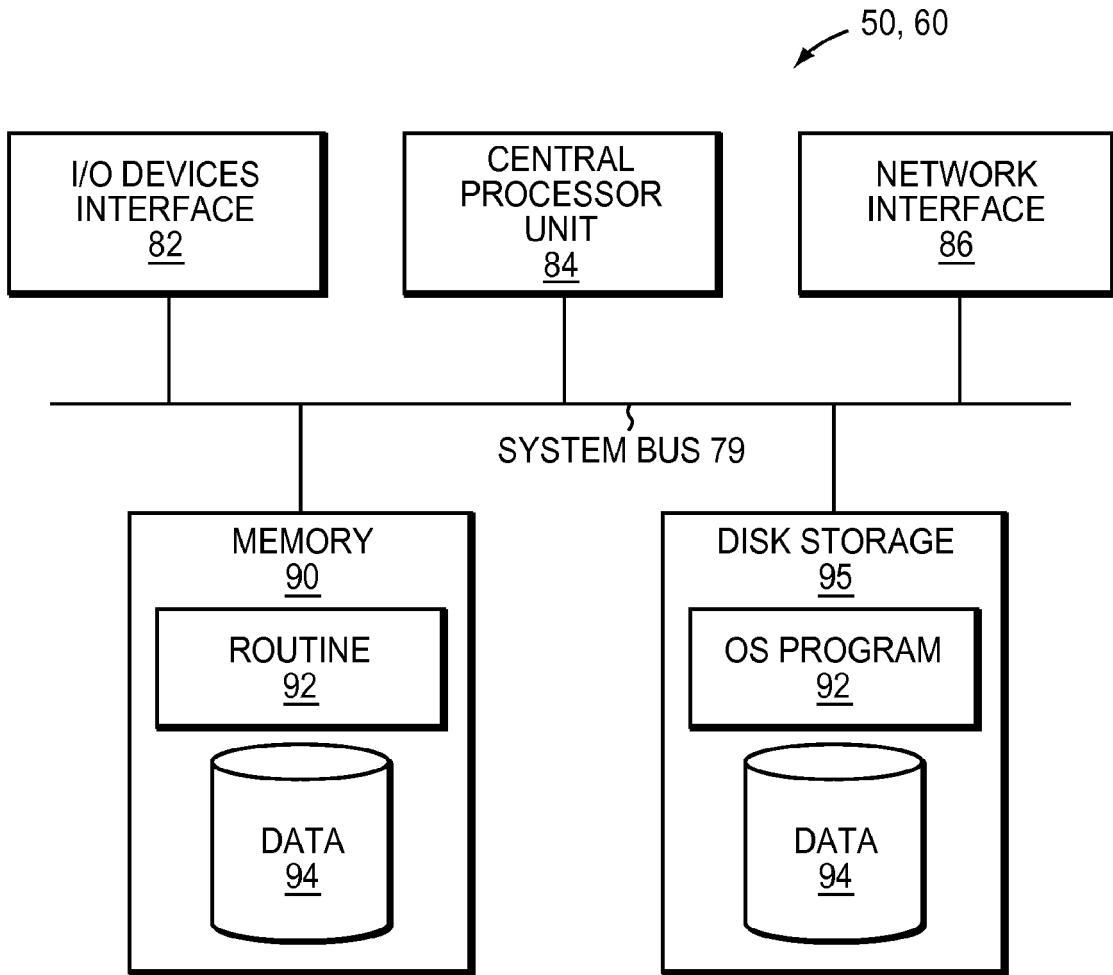 50, 60
I/O DEVICES
INTERFACE
82
CENTRAL
PROCESSOR
UNIT
84
NETWORK
INTERFACE
86
SYSTEM BUS 79
MEMORY
90
ROUTINE
92
DATA
94
DISK STORAGE
95
OS PROGRAM
92
DATA
94